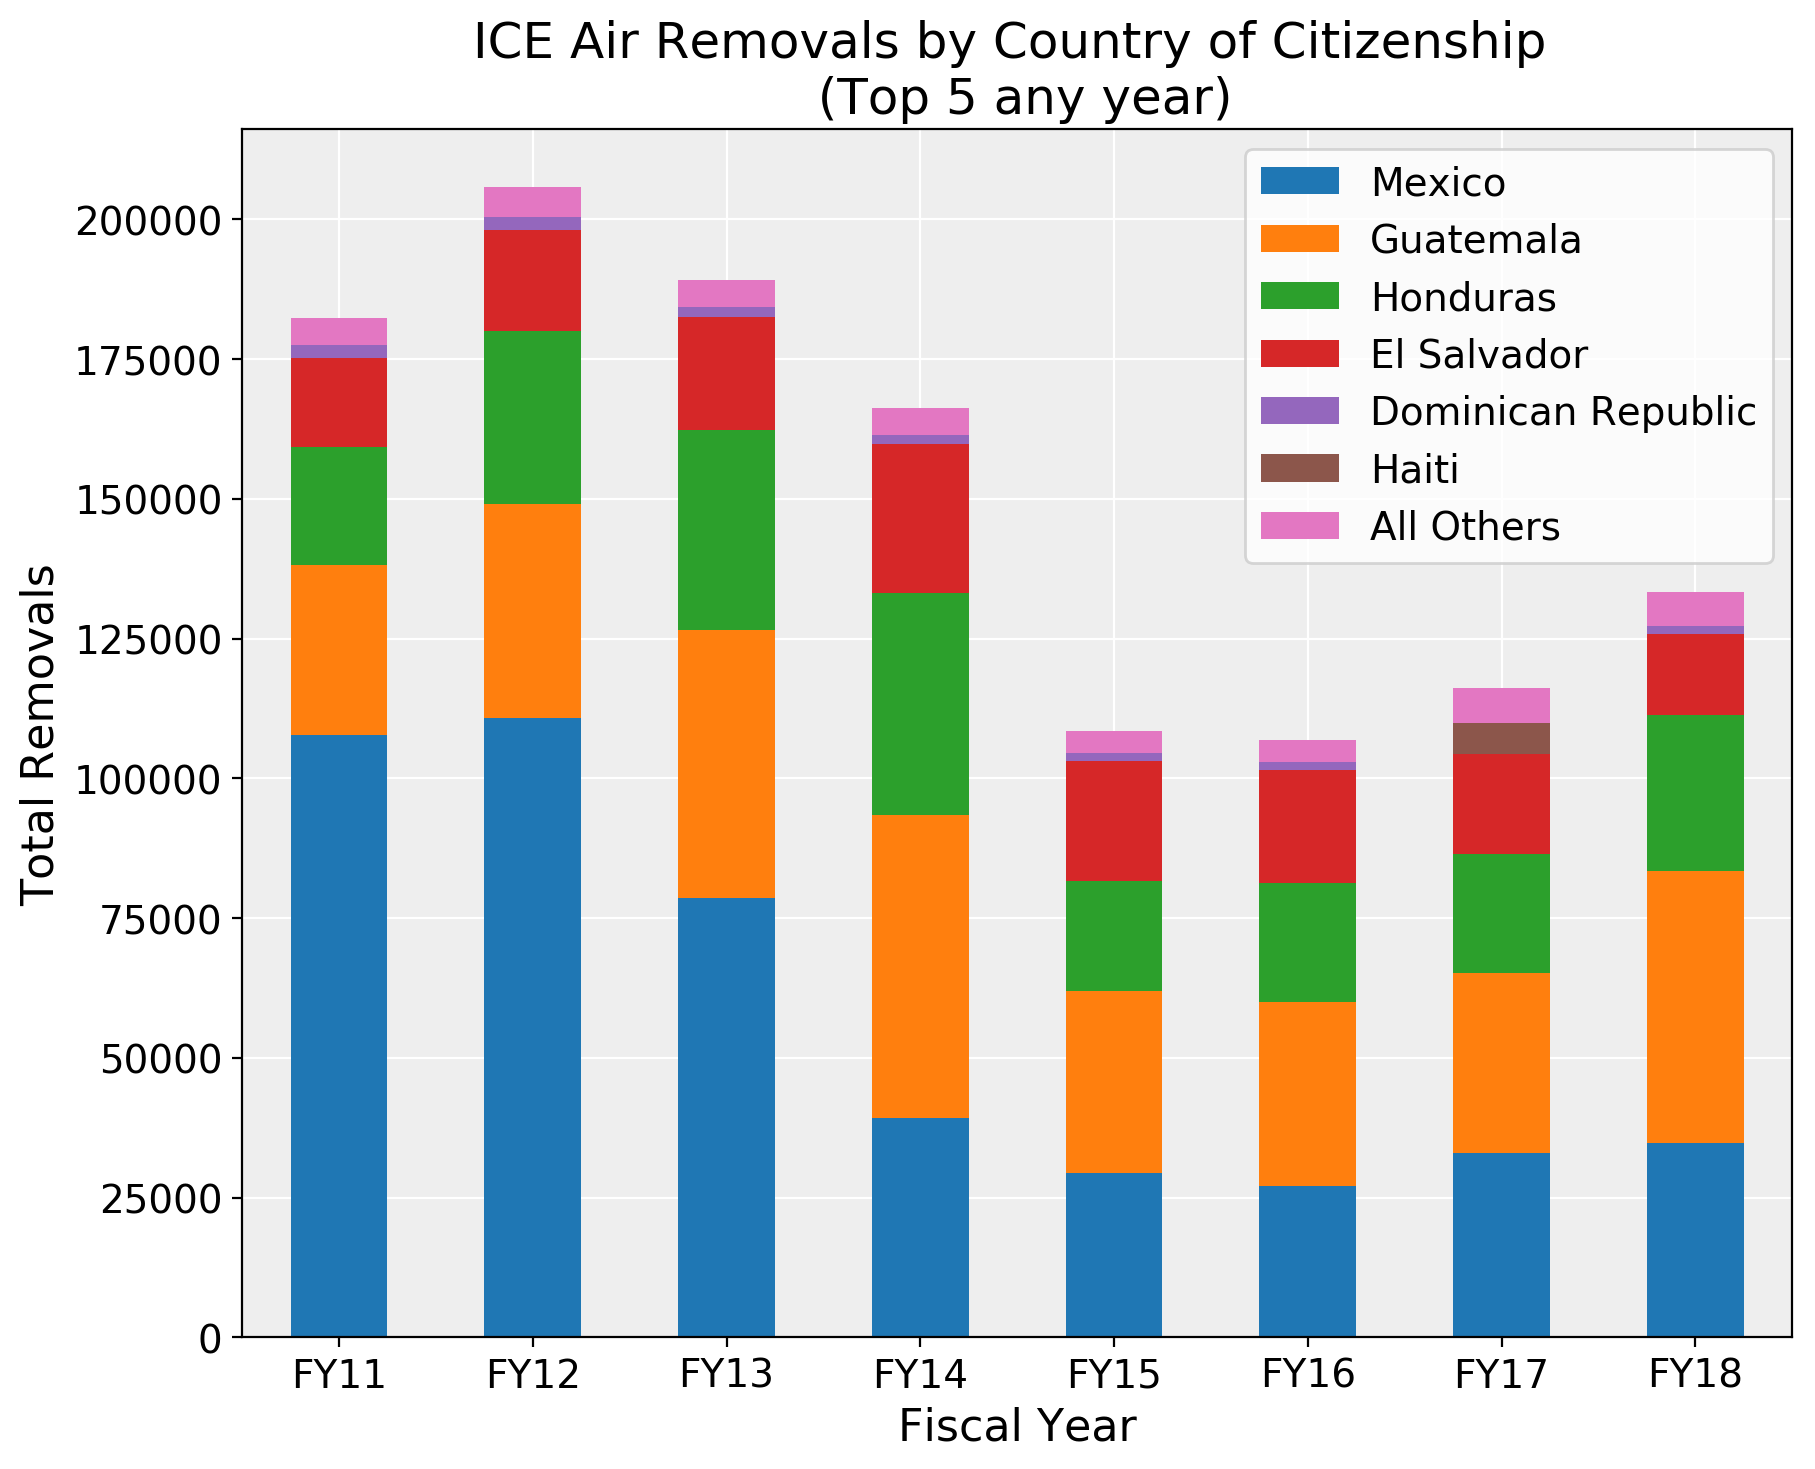 ICE Air Removals by Country of Citizenship
(Top 5 any year)
Mexico
Guatemala
Honduras
El Salvador
Dominican Republic
Haiti
All Others
Total Removals
200000
175000
150000
125000
100000
75000
50000
25000
0
FY11 FY12 FY13 FY14 FY15 FY16 FY17 FY18
Fiscal Year